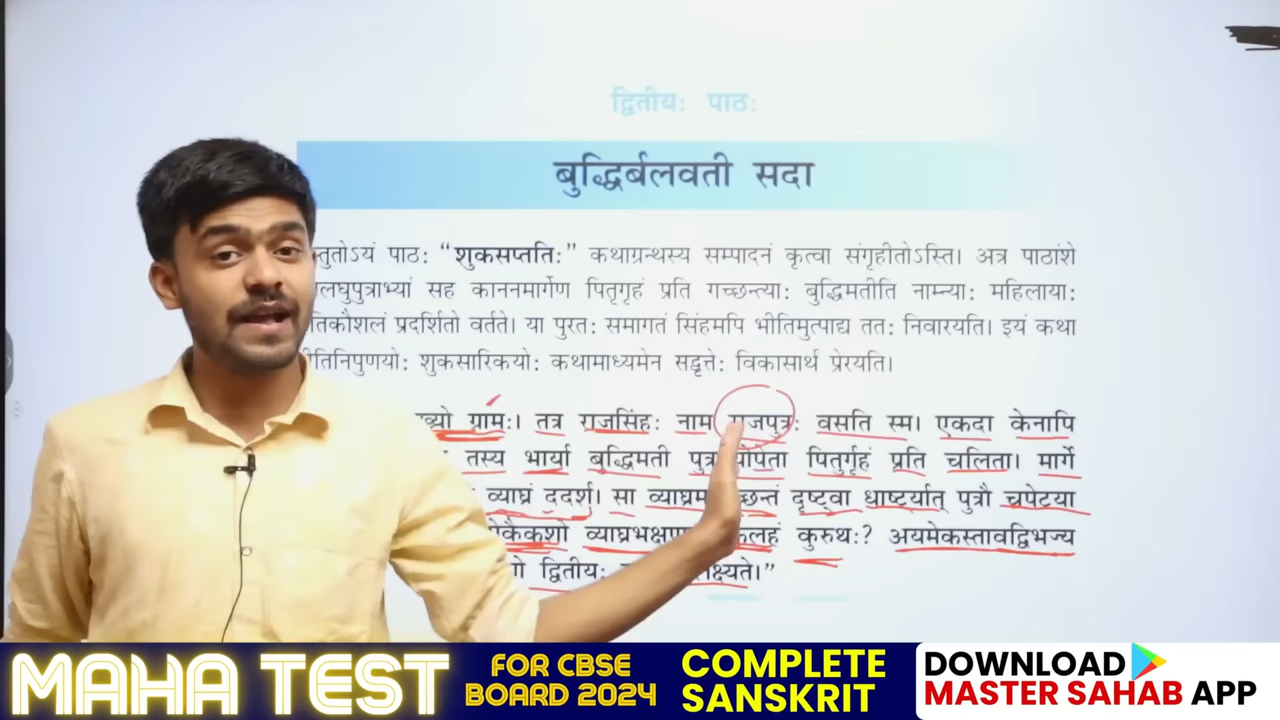 द्वितीयः पाठः
बुद्धिर्बलवती सदा
स्तुतोऽयं पाठः “शुकसप्ततिः” कथाग्रन्थस्य सम्पादनं कृत्वा संगृहीतोऽस्ति। अत्र पाठांशे
लघुपुत्राभ्यां सह काननमार्गेण पितृगृहं प्रति गच्छन्त्याः बुद्धिमतीति नाम्न्याः महिलायाः
तिकौशलं प्रदर्शितो वर्तते। या पुरतः समागतं सिंहमपि भीतिमुत्पाद्य ततः निवारयति। इयं कथा
ीतिनिपुणयोः शुकसारिकयोः कथामाध्यमेन सद्वृत्तेः विकासार्थं प्रेरयति।
ग्रामः। तत्र राजसिंहः नाम राजपुत्रः वसति स्म। एकदा केनापि
तस्य भार्या बुद्धिमती पितुर्गृहं प्रति चलिता। मार्गे
व्याघ्रं ददर्श। सा दृष्ट्वा धार्ष्ट्यात् पुत्रौ चपेटया
कलहं कुरुथः? अयमेकस्तावद्विभज्य
द्वितीयः
MAHA TEST FOR CBSE BOARD 2024 COMPLETE SANSKRIT DOWNLOAD MASTER SAHAB APP